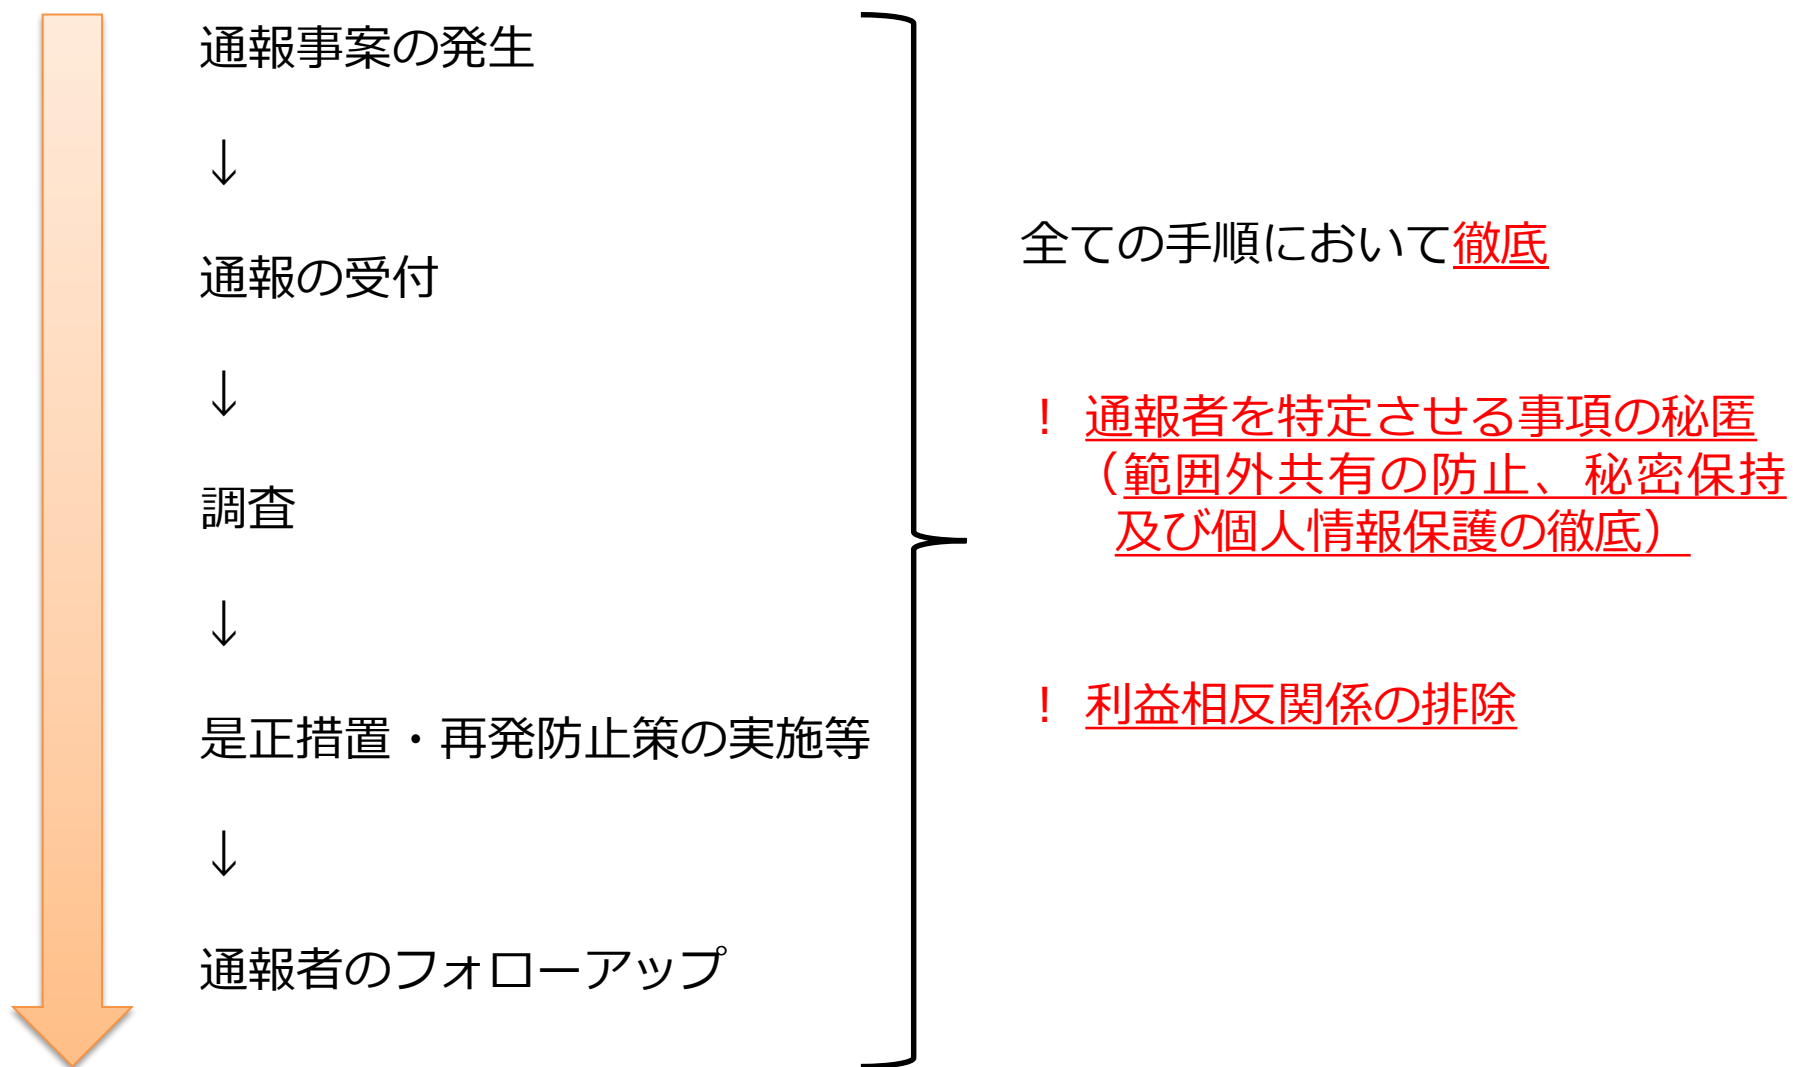 通報事案の発生
↓
通報の受付
↓
調査
↓
是正措置・再発防止策の実施等
↓
通報者のフォローアップ
全ての手順において徹底
! 通報者を特定させる事項の秘匿
（範囲外共有の防止、秘密保持
及び個人情報保護の徹底）
! 利益相反関係の排除